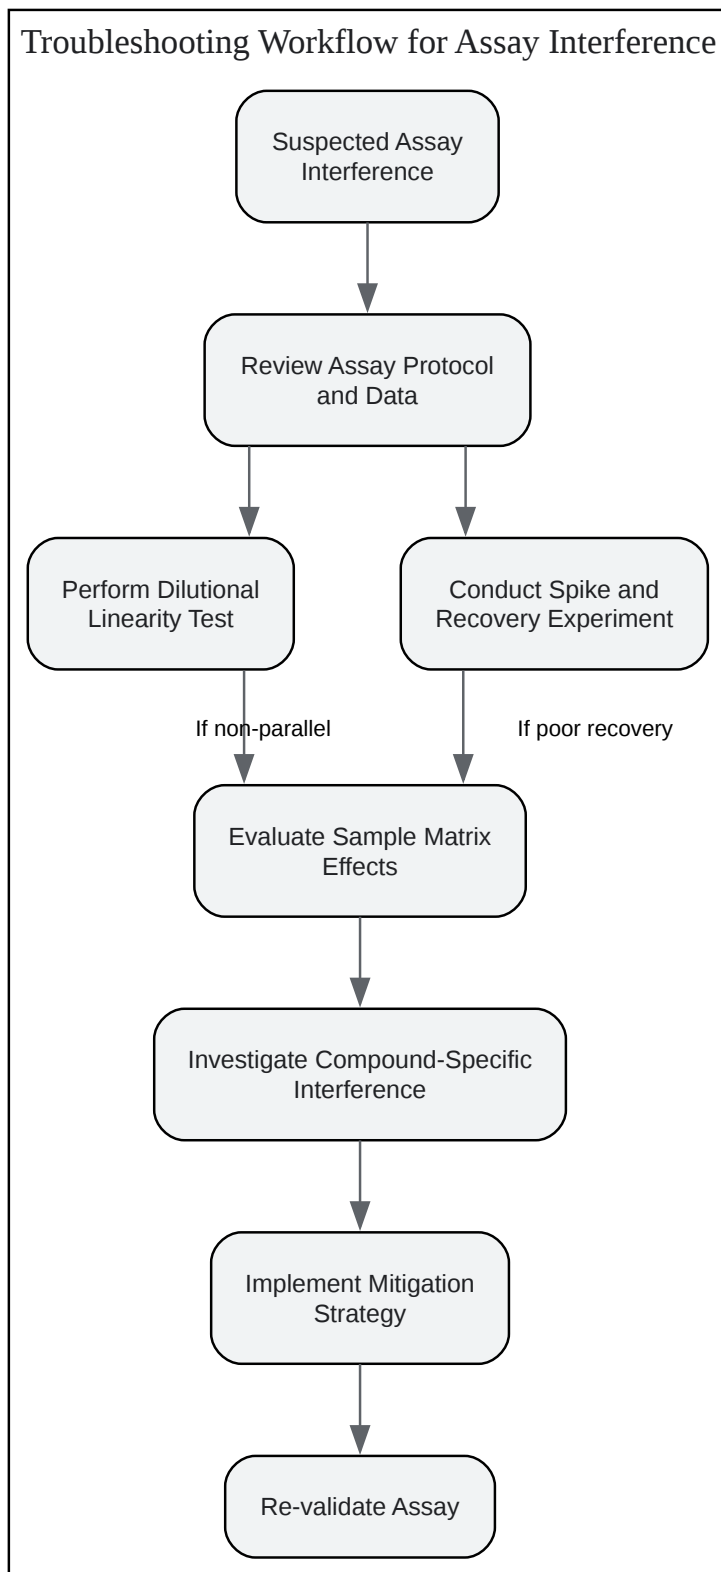 Troubleshooting Workflow for Assay Interference
Suspected Assay
Interference
Review Assay Protocol
and Data
Perform Dilutional
Linearity Test
Conduct Spike and
Recovery Experiment
If non-parallel
If poor recovery
Evaluate Sample Matrix
Effects
Investigate Compound-Specific
Interference
Implement Mitigation
Strategy
Re-validate Assay